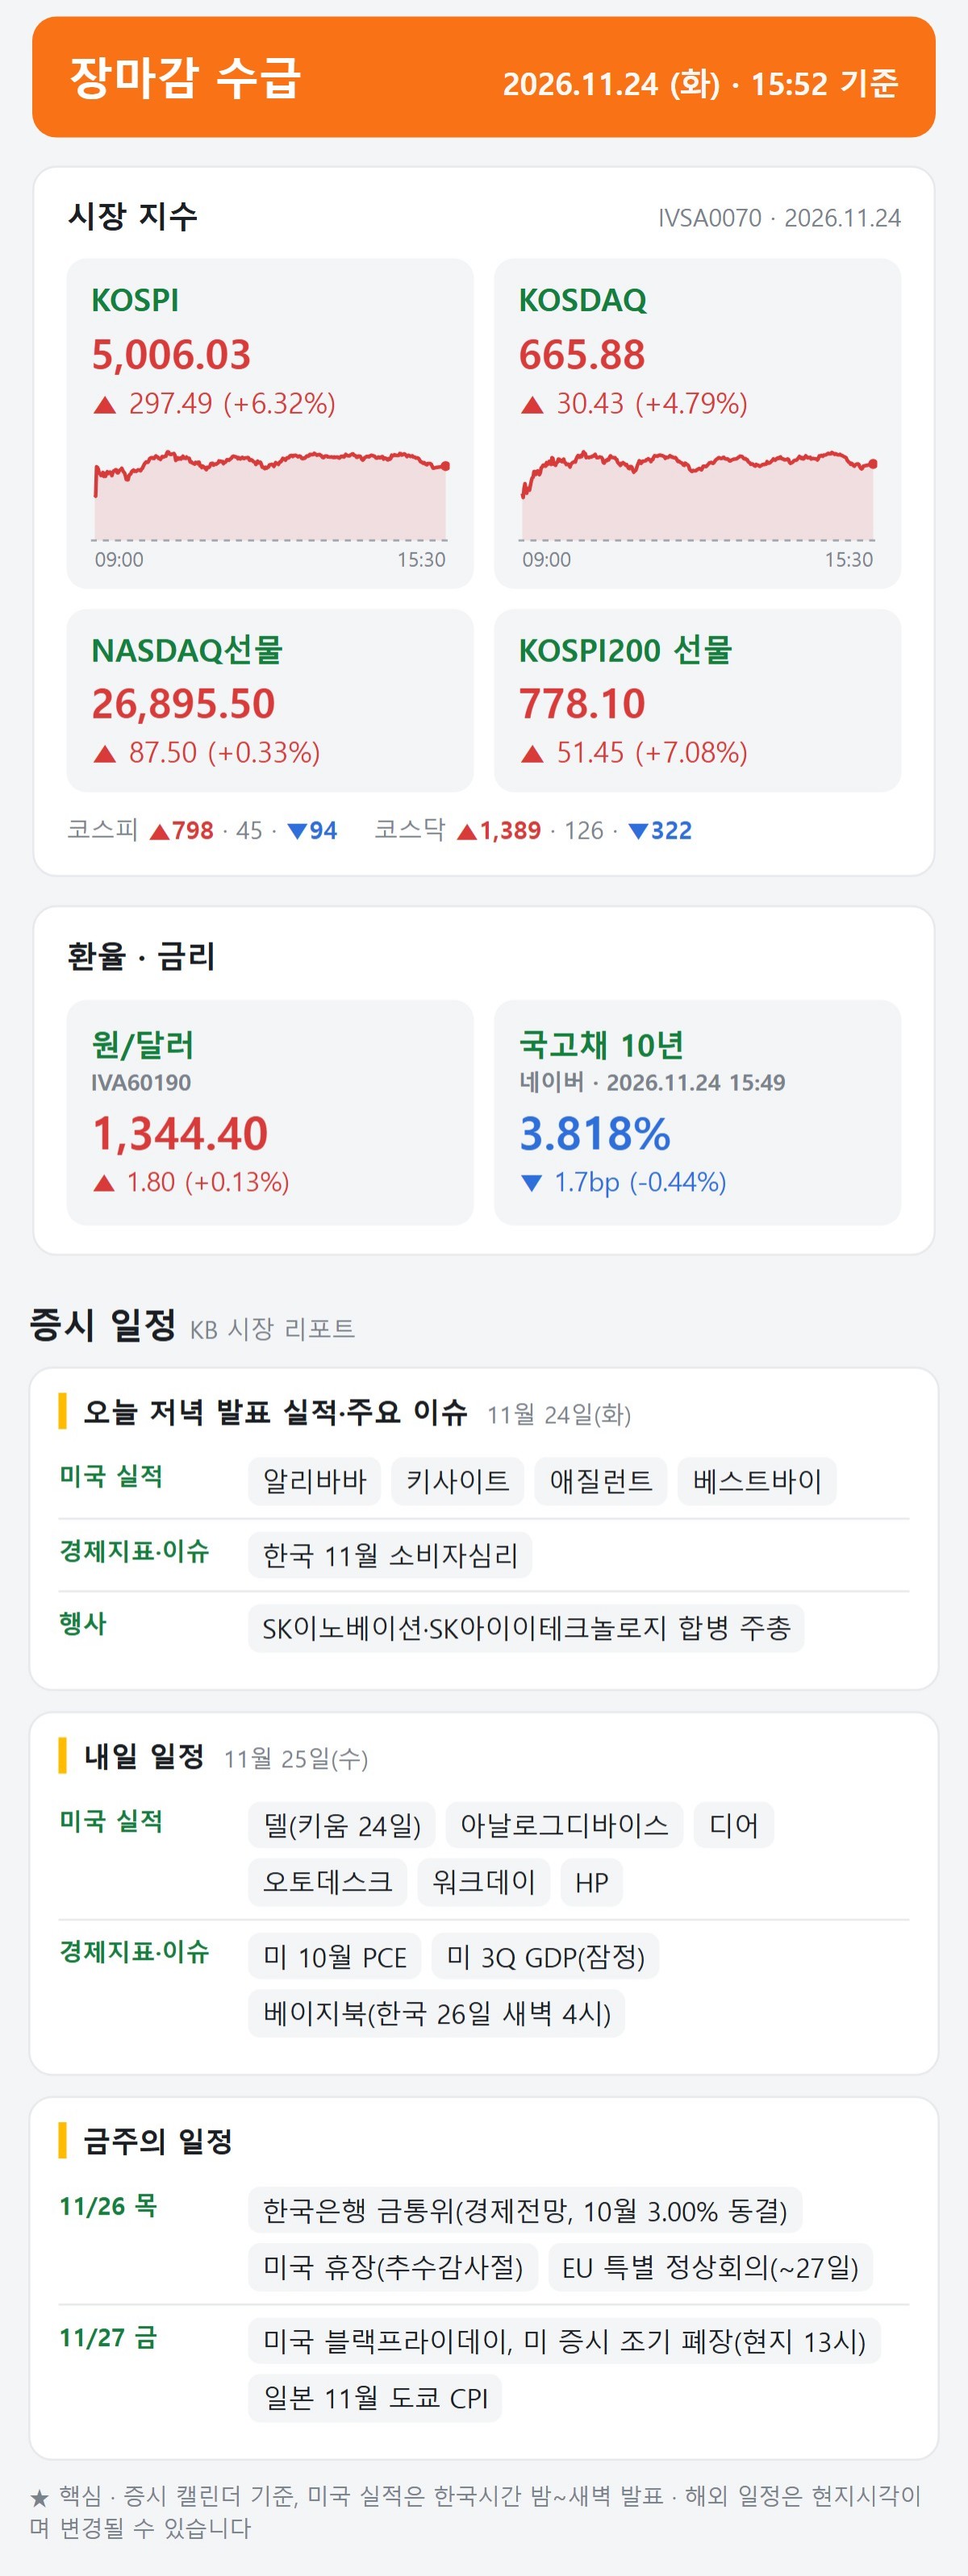 장마감 수급
2026.11.24 (화) · 15:52 기준
시장 지수
IVSA0070 · 2026.11.24
KOSPI
5,006.03
▲ 297.49 (+6.32%)
09:00 15:30
KOSDAQ
665.88
▲ 30.43 (+4.79%)
09:00 15:30
NASDAQ선물
26,895.50
▲ 87.50 (+0.33%)
KOSPI200 선물
778.10
▲ 51.45 (+7.08%)
코스피 ▲798 · 45 · ▼94 코스닥 ▲1,389 · 126 · ▼322
환율 · 금리
원/달러
IVA60190
1,344.40
▲ 1.80 (+0.13%)
국고채 10년
네이버 · 2026.11.24 15:49
3.818%
▼ 1.7bp (-0.44%)
증시 일정 KB 시장 리포트
오늘 저녁 발표 실적·주요 이슈 11월 24일(화)
미국 실적 알리바바 키사이트 애질런트 베스트바이
경제지표·이슈 한국 11월 소비자심리
행사 SK이노베이션·SK아이이테크놀로지 합병 주총
내일 일정 11월 25일(수)
미국 실적 델(키움 24일) 아날로그디바이스 디어
오토데스크 워크데이 HP
경제지표·이슈 미 10월 PCE 미 3Q GDP(잠정)
베이지북(한국 26일 새벽 4시)
금주의 일정
11/26 목 한국은행 금통위(경제전망, 10월 3.00% 동결)
미국 휴장(추수감사절) EU 특별 정상회의(~27일)
11/27 금 미국 블랙프라이데이, 미 증시 조기 폐장(현지 13시)
일본 11월 도쿄 CPI
★ 핵심 · 증시 캘린더 기준, 미국 실적은 한국시간 밤~새벽 발표 · 해외 일정은 현지시각이
며 변경될 수 있습니다